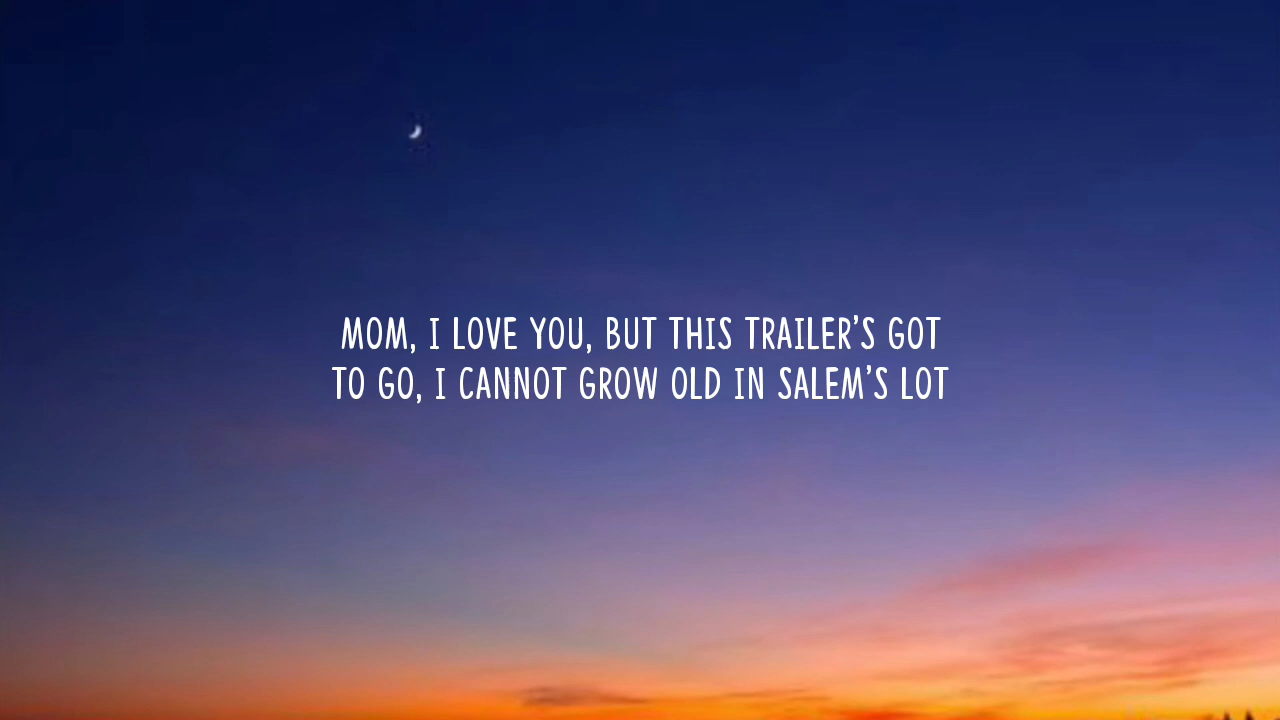 MOM, I LOVE YOU, BUT THIS TRAILER'S GOT
TO GO, I CANNOT GROW OLD IN SALEM'S LOT